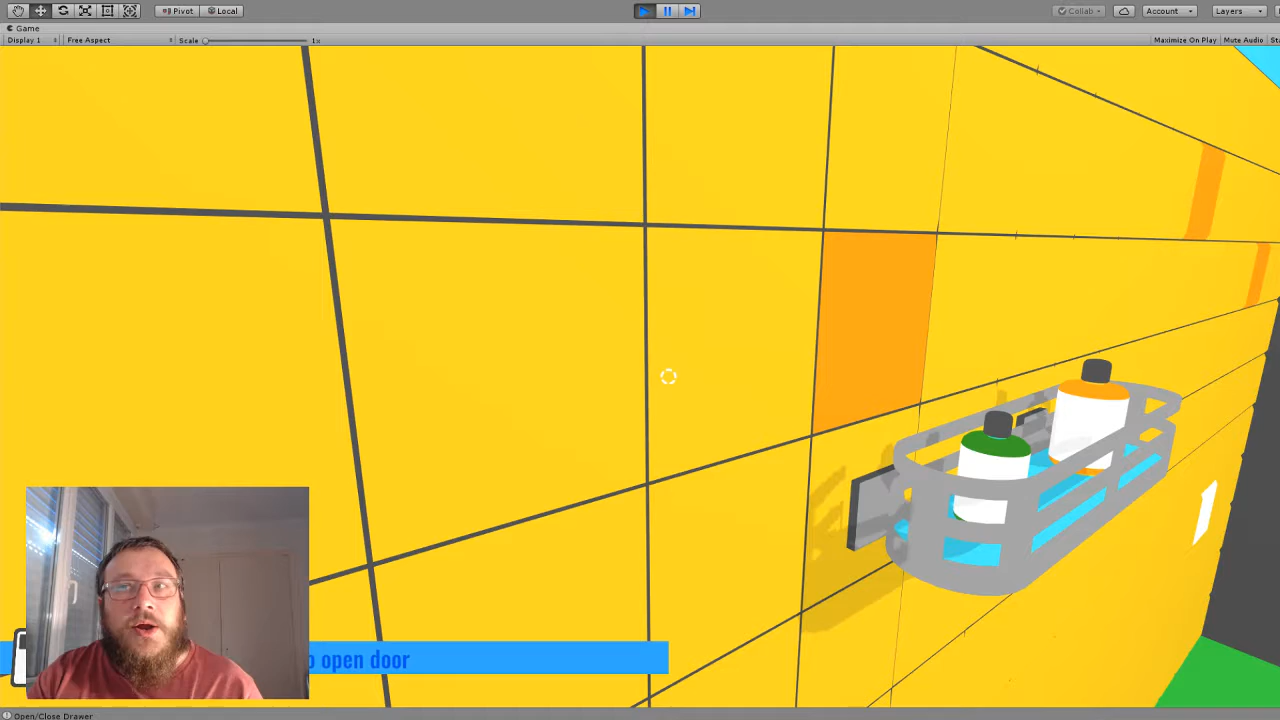 Pivot Local Collab Account Layers
Game
Display 1 Free Aspect Scale 1x Maximize On Play Mute Audio
open door
Open/Close Drawer